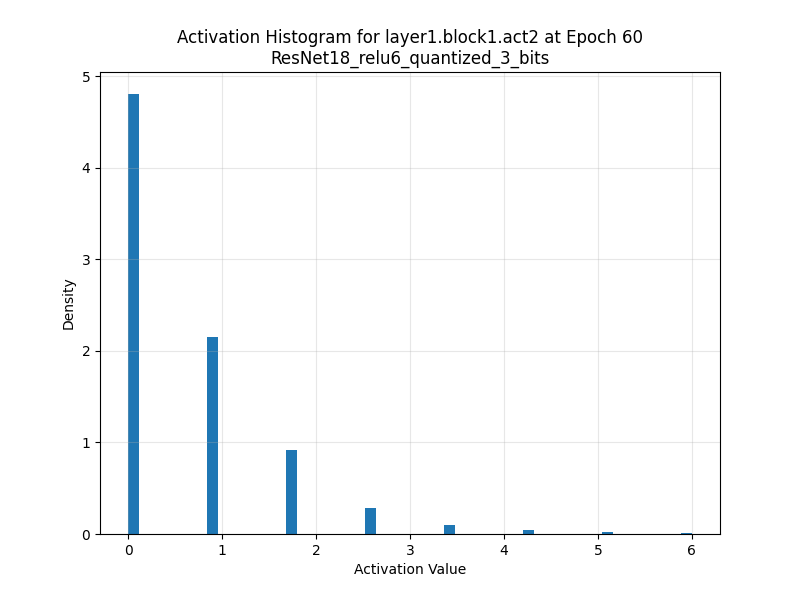 Activation Histogram for layer1.block1.act2 at Epoch 60
ResNet18_relu6_quantized_3_bits
5
4
3
2
1
0
Density
0 1 2 3 4 5 6
Activation Value